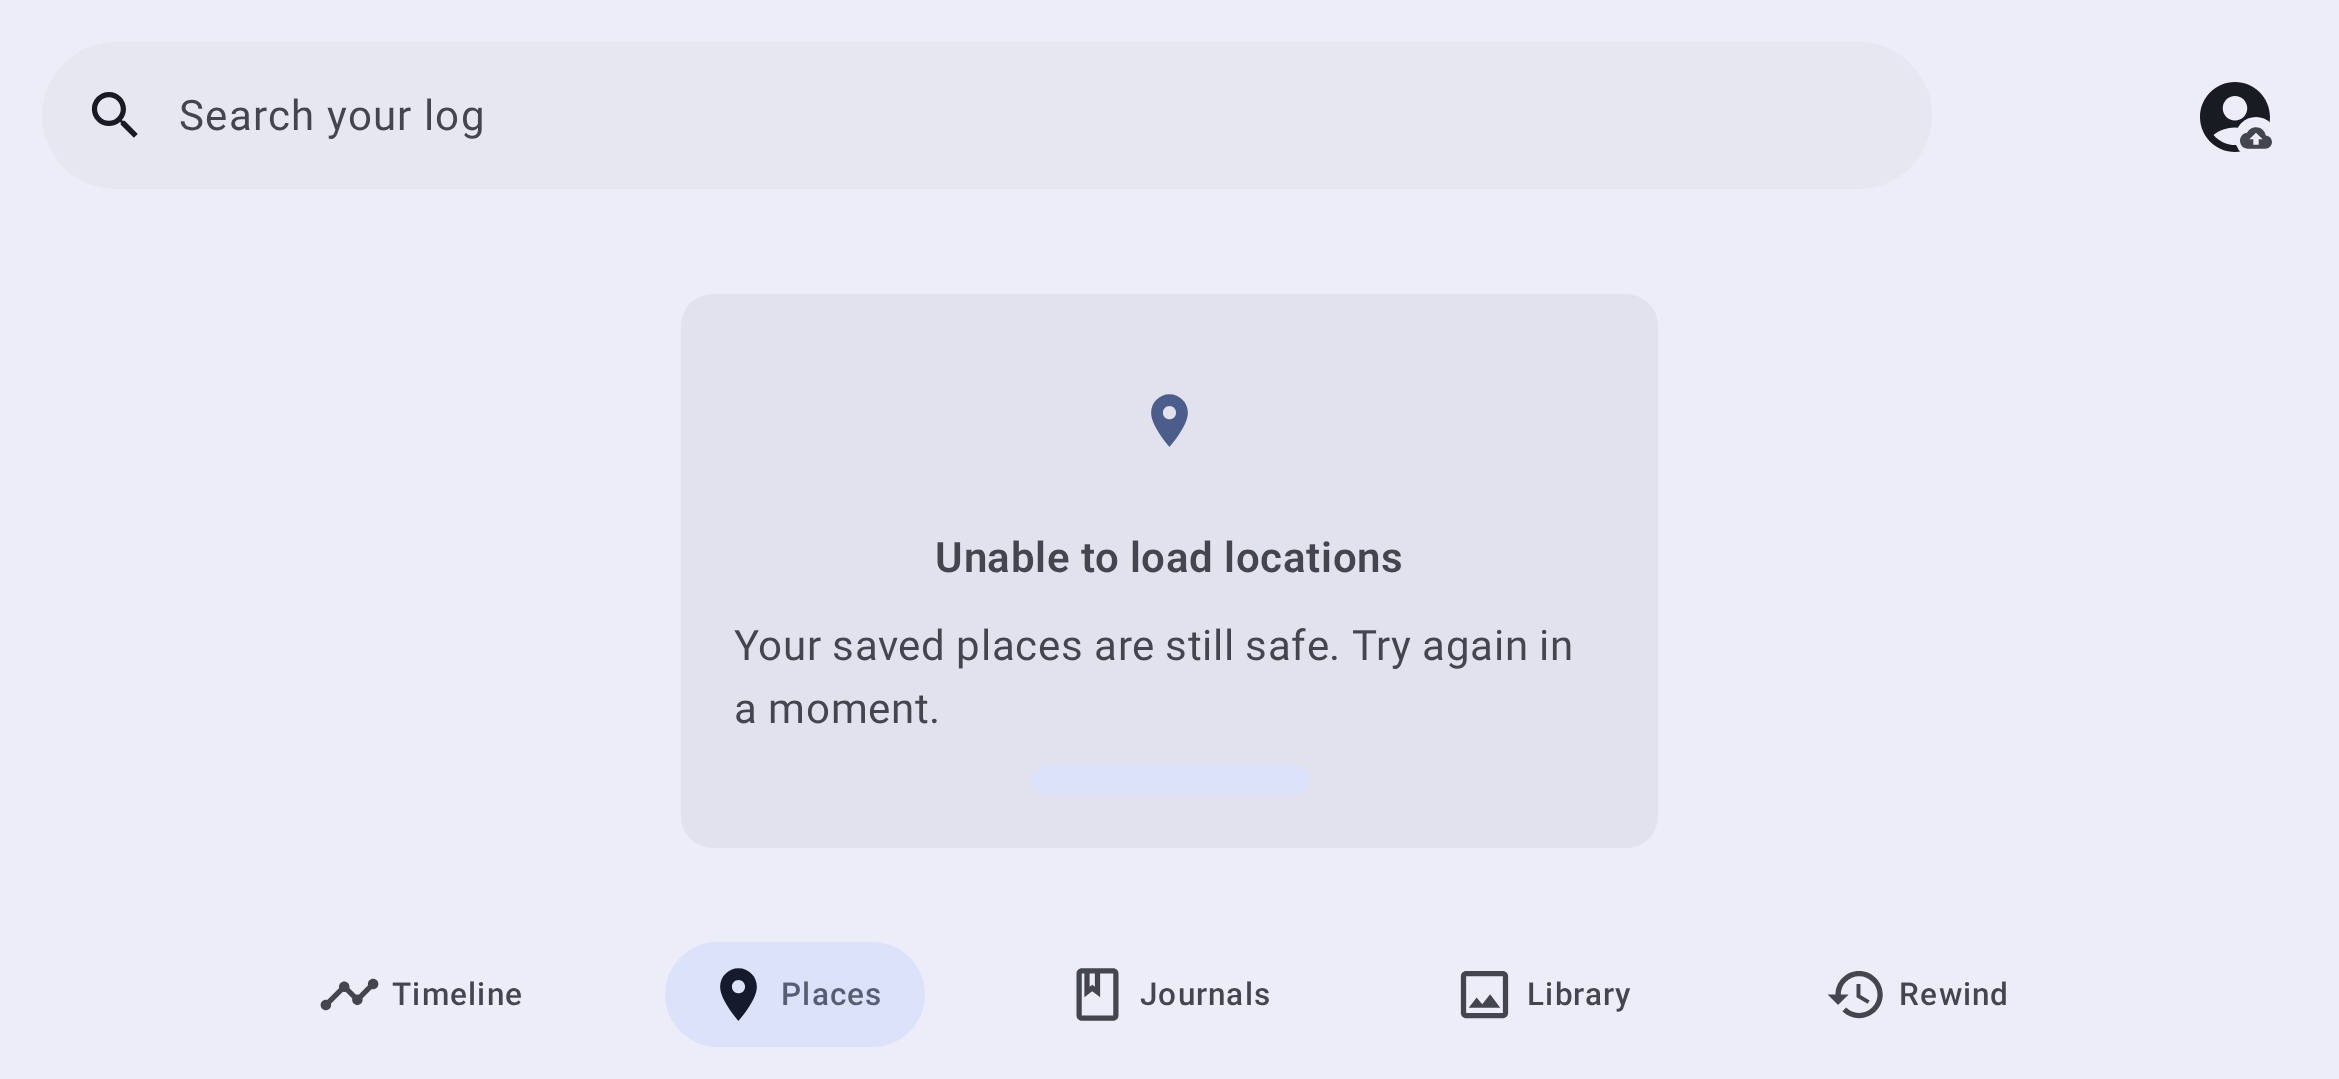 Search your log
Unable to load locations
Your saved places are still safe. Try again in
a moment.
Timeline
Places
Journals
Library
Rewind